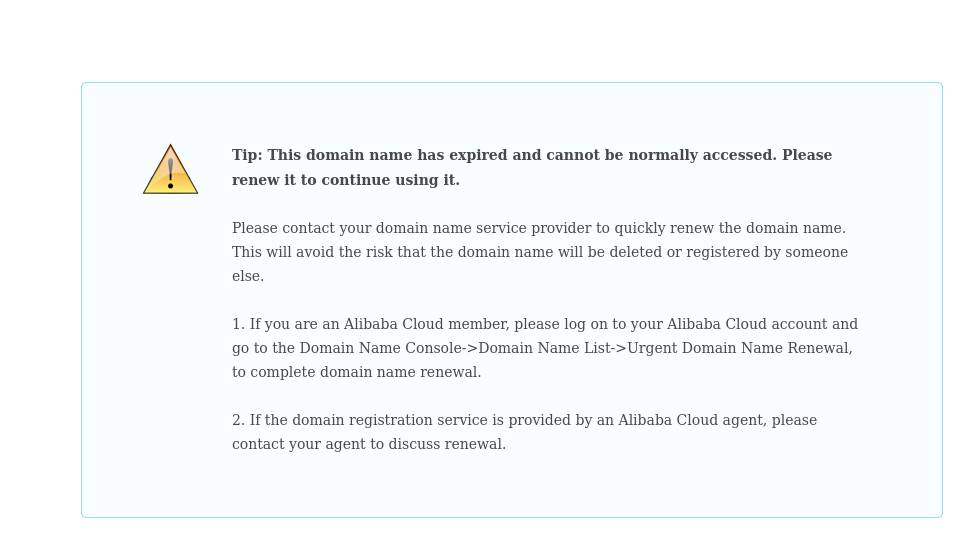 Tip: This domain name has expired and cannot be normally accessed. Please
renew it to continue using it.
Please contact your domain name service provider to quickly renew the domain name.
This will avoid the risk that the domain name will be deleted or registered by someone
else.
1. If you are an Alibaba Cloud member, please log on to your Alibaba Cloud account and
go to the Domain Name Console->Domain Name List->Urgent Domain Name Renewal,
to complete domain name renewal.
2. If the domain registration service is provided by an Alibaba Cloud agent, please
contact your agent to discuss renewal.